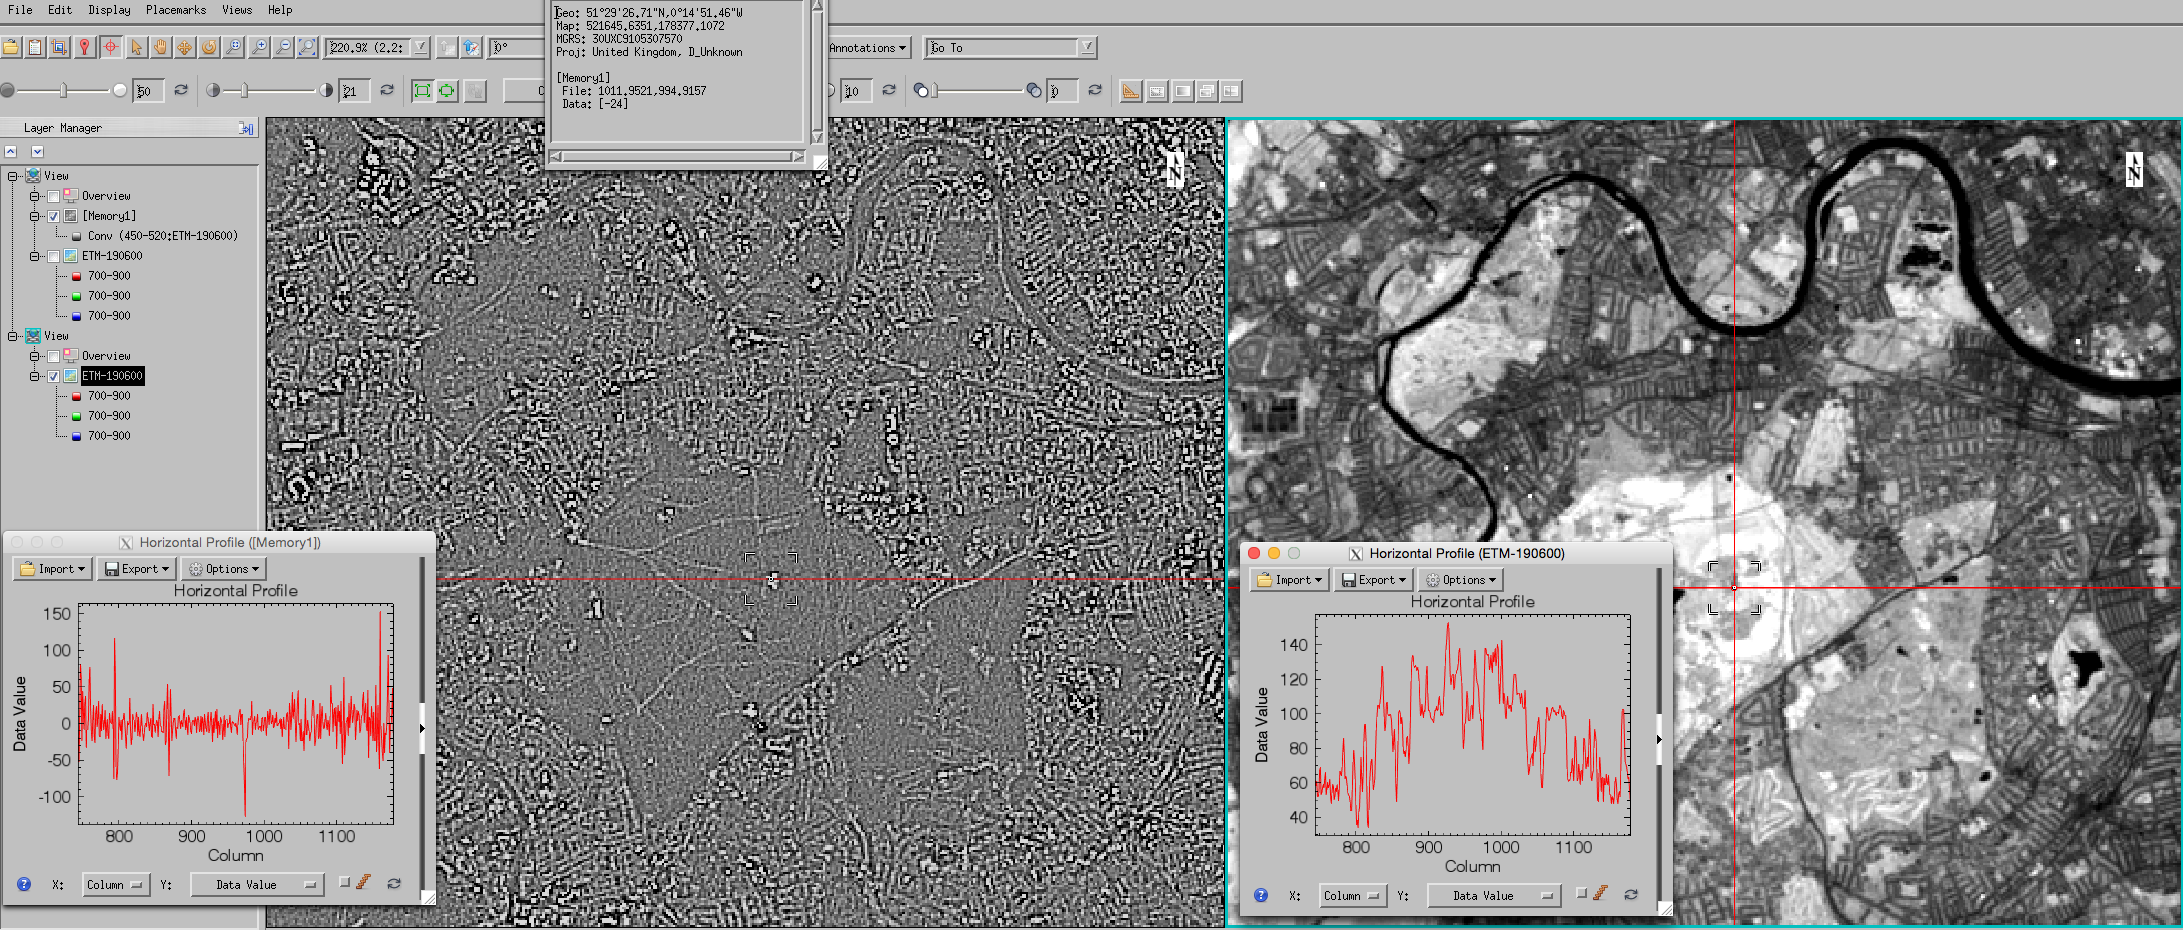 File Edit Display Placemarks Views Help
Geo: 51°29'26.71"N,0°14'51.46"W
Map: 521645.6351,178377.1072
MGRS: 30UXC9105307570
Proj: United Kingdom, D_Unknown
[Memory1]
File: 1011.9521,994.9157
Data: [-24]
220.9% (2.2:
0°
Annotations
Go To
50
21
10
0
Layer Manager
View
Overview
[Memory1]
Conv (450-520:ETM-190600)
ETM-190600
700-900
700-900
700-900
View
Overview
ETM-190600
700-900
700-900
700-900
N
N
Horizontal Profile ([Memory1])
Import Export Options
Horizontal Profile
150
100
50
0
-50
-100
Data Value
800 900 1000 1100
Column
X: Column Y: Data Value
Horizontal Profile (ETM-190600)
Import Export Options
Horizontal Profile
140
120
100
80
60
40
Data Value
800 900 1000 1100
Column
X: Column Y: Data Value